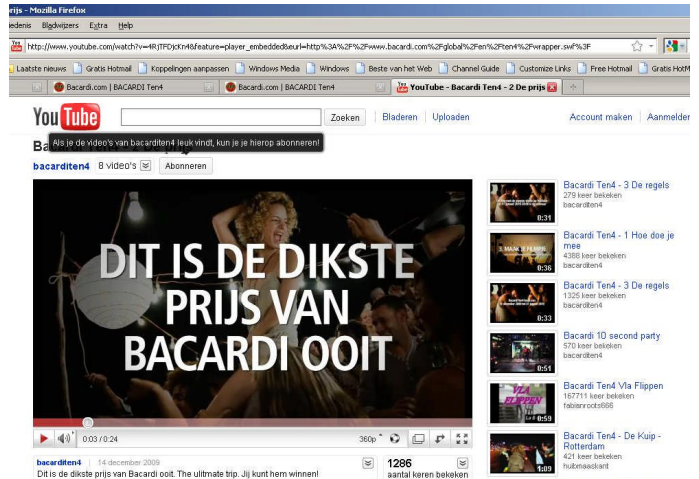 rijs - Mozilla Firefox
iedenis Bladwijzers Extra Help
http://www.youtube.com/watch?v=4RjTFDjcKn4&feature=player_embedded&eurl=http%3A%2F%2Fwww.bacardi.com%2Fglobal%2Fen%2Ften4%2Fwrapper.swf%3F
Laatste nieuws Gratis Hotmail Koppelingen aanpassen Windows Media Windows Beste van het Web Channel Guide Customize Links Free Hotmail Gratis HotM
Bacardi.com | BACARDI Ten4 Bacardi.com | BACARDI Ten4 YouTube - Bacardi Ten4 - 2 De prijs
YouTube Zoeken Bladeren Uploaden Account maken Aanmelden
Als je de video's van bacarditen4 leuk vindt, kun je je hierop abonneren!
bacarditen4 8 video's Abonneren
DIT IS DE DIKSTE
PRIJS VAN
BACARDI OOIT
0:03 / 0:24 360p
bacarditen4 14 december 2009
Dit is de dikste prijs van Bacardi ooit. The ulitmate trip. Jij kunt hem winnen!
1286
aantal keren bekeken
Bacardi Ten4 - 3 De regels
279 keer bekeken
bacarditen4
0:31
Bacardi Ten4 - 1 Hoe doe je
mee
4388 keer bekeken
bacarditen4
0:36
Bacardi Ten4 - 3 De regels
1325 keer bekeken
bacarditen4
0:33
Bacardi 10 second party
570 keer bekeken
bacarditen4
0:51
Bacardi Ten4 Vla Flippen
167711 keer bekeken
fabianroots666
VLA
FLIPPEN
0:59
Bacardi Ten4 - De Kuip -
Rotterdam
421 keer bekeken
huibmaaskant
1:09